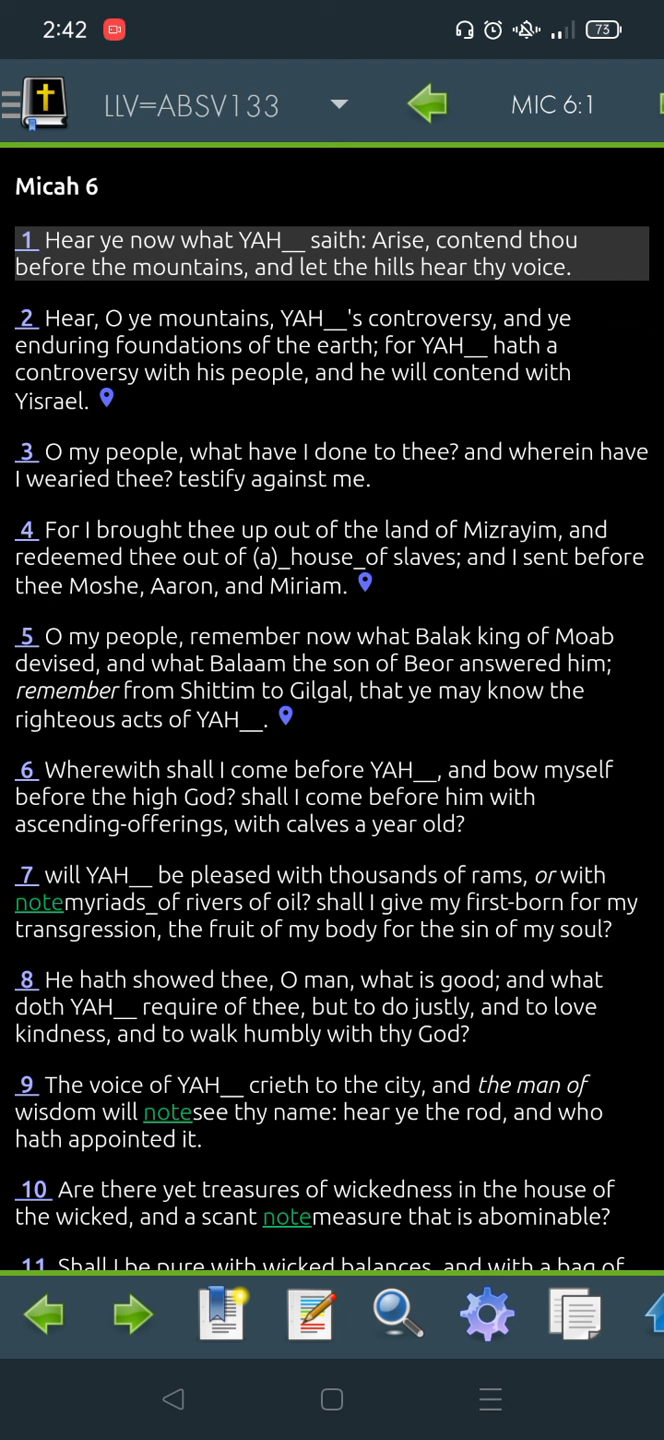 2:42
73
LLV=ABSV133
MIC 6:1
Micah 6
1 Hear ye now what YAH__ saith: Arise, contend thou
before the mountains, and let the hills hear thy voice.
2 Hear, O ye mountains, YAH__'s controversy, and ye
enduring foundations of the earth; for YAH__ hath a
controversy with his people, and he will contend with
Yisrael.
3 O my people, what have I done to thee? and wherein have
I wearied thee? testify against me.
4 For I brought thee up out of the land of Mizrayim, and
redeemed thee out of (a)_house_of slaves; and I sent before
thee Moshe, Aaron, and Miriam.
5 O my people, remember now what Balak king of Moab
devised, and what Balaam the son of Beor answered him;
remember from Shittim to Gilgal, that ye may know the
righteous acts of YAH__.
6 Wherewith shall I come before YAH__, and bow myself
before the high God? shall I come before him with
ascending-offerings, with calves a year old?
7 will YAH__ be pleased with thousands of rams, or with
notemyriads_of rivers of oil? shall I give my first-born for my
transgression, the fruit of my body for the sin of my soul?
8 He hath showed thee, O man, what is good; and what
doth YAH__ require of thee, but to do justly, and to love
kindness, and to walk humbly with thy God?
9 The voice of YAH__ crieth to the city, and the man of
wisdom will notesee thy name: hear ye the rod, and who
hath appointed it.
10 Are there yet treasures of wickedness in the house of
the wicked, and a scant notemeasure that is abominable?
11 Shall I be pure with wicked balances, and with a bag of